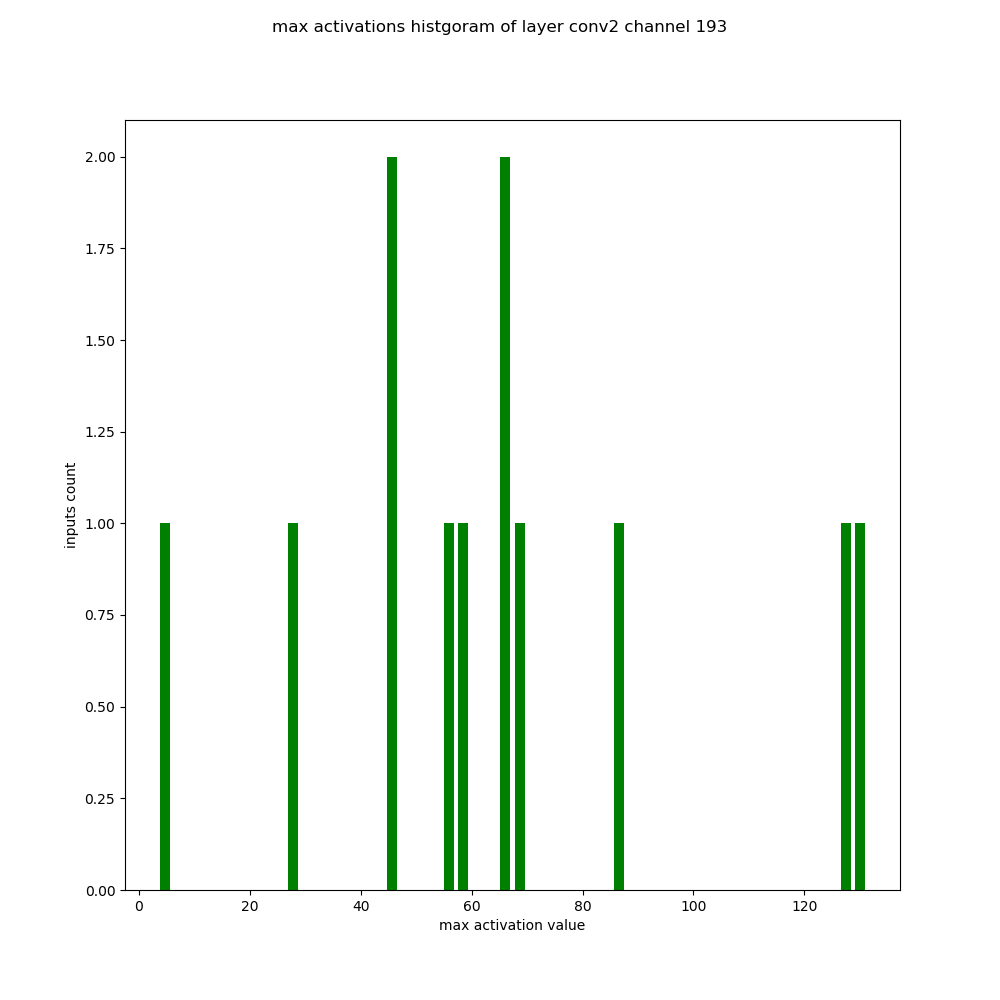 max activations histgoram of layer conv2 channel 193
2.00
1.75
1.50
1.25
1.00
0.75
0.50
0.25
0.00
inputs count
0 20 40 60 80 100 120
max activation value